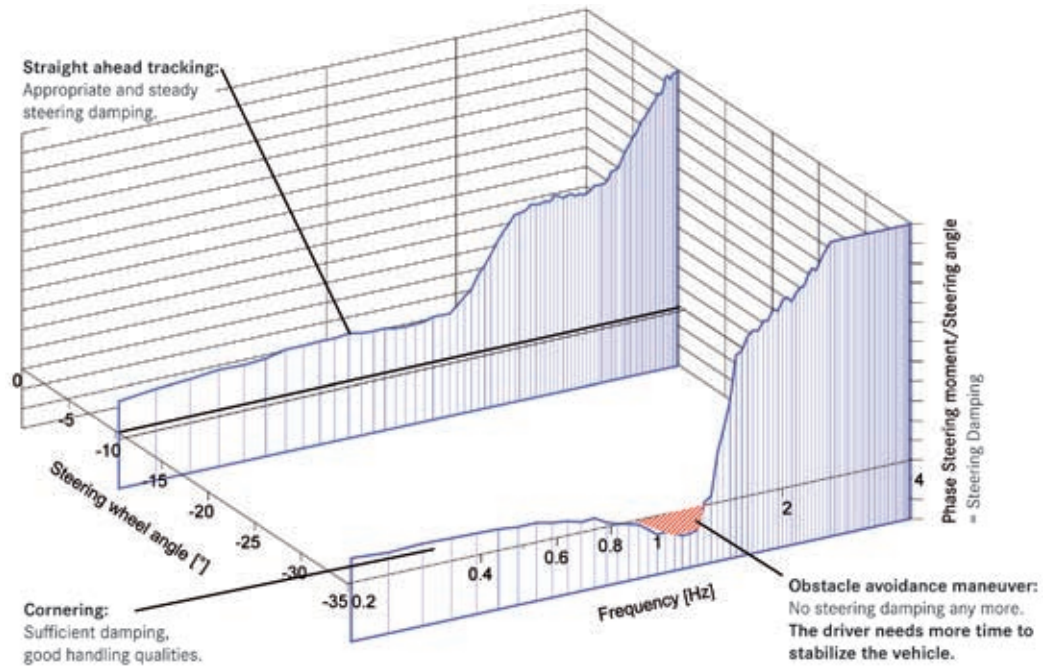 Straight ahead tracking:
Appropriate and steady
steering damping.
0
-5
-10
-15
-20
-25
-30
-35
Steering wheel angle [°]
0.2
0.4
0.6
0.8
1
2
4
Frequency [Hz]
Phase Steering moment/Steering angle
= Steering Damping
Cornering:
Sufficient damping,
good handling qualities.
Obstacle avoidance maneuver:
No steering damping any more.
The driver needs more time to
stabilize the vehicle.